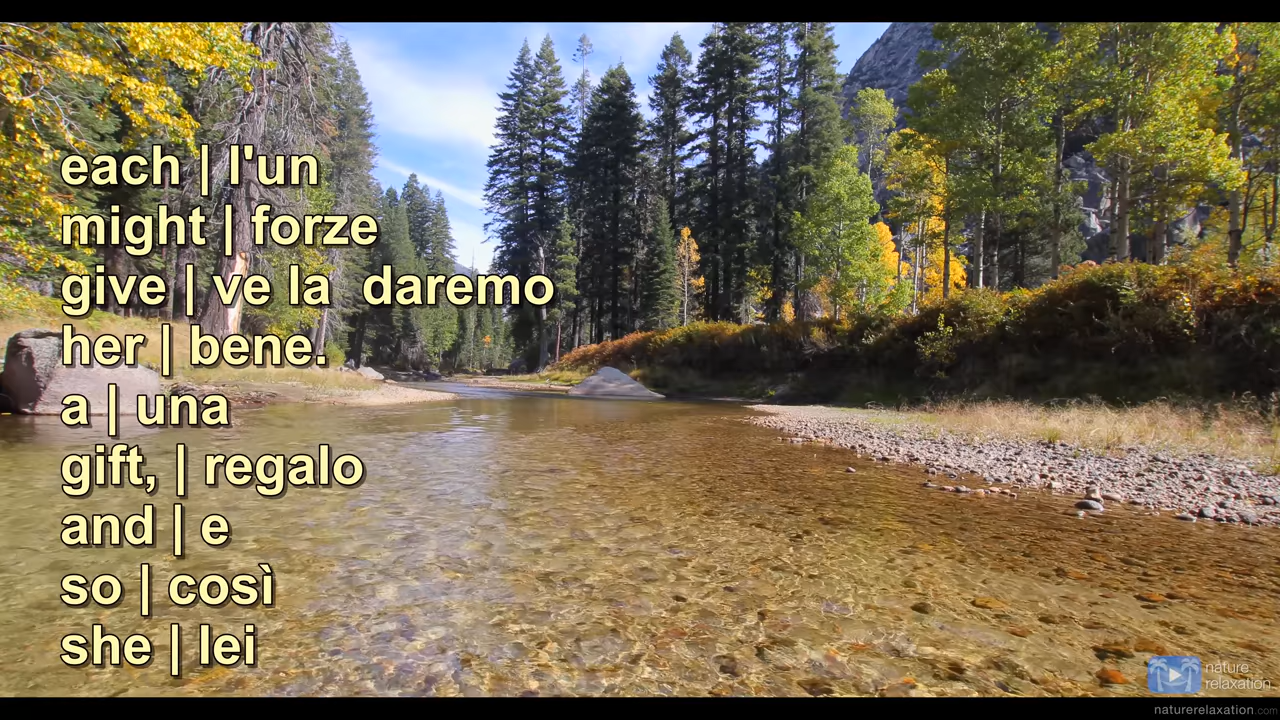 each | l'un
might | forze
give | ve la  daremo
her | bene.
a | una
gift, | regalo
and | e
so | così
she | lei
nature
relaxation
naturerelaxation.com